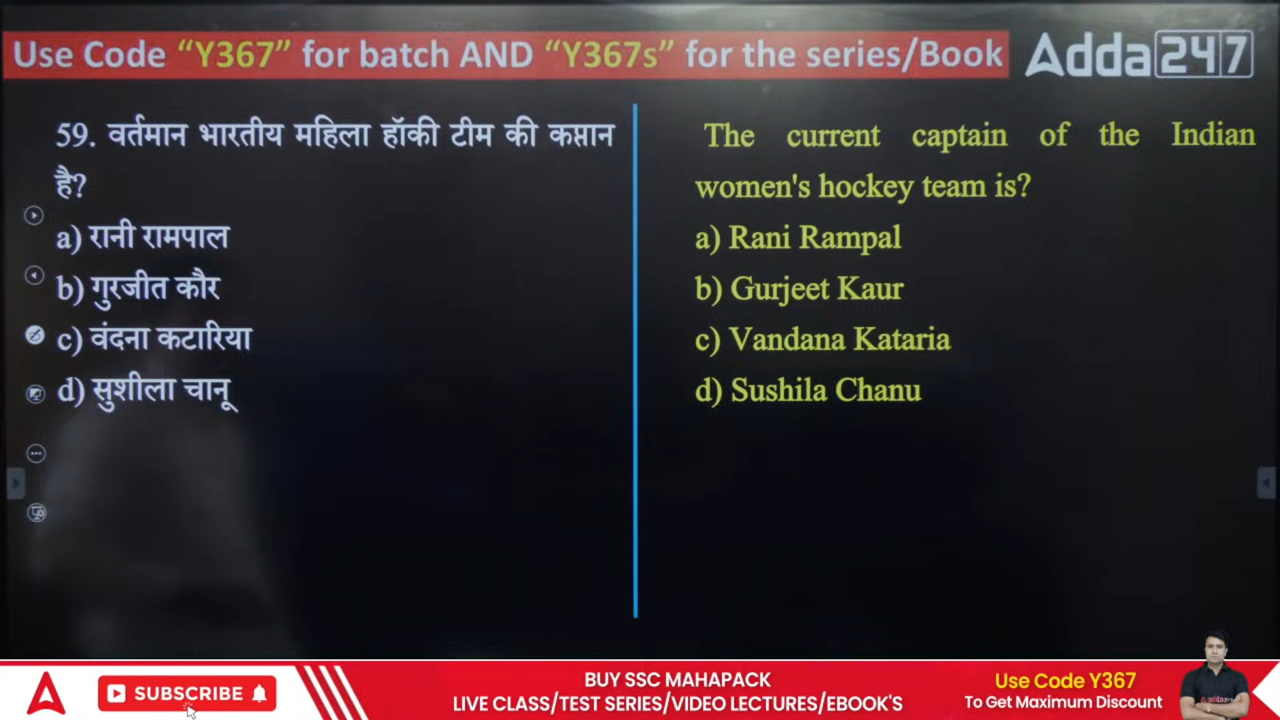 Use Code “Y367” for batch AND “Y367s” for the series/Book
Adda247
59. वर्तमान भारतीय महिला हॉकी टीम की कप्तान
है?
a) रानी रामपाल
b) गुरजीत कौर
c) वंदना कटारिया
d) सुशीला चानू
The current captain of the Indian
women's hockey team is?
a) Rani Rampal
b) Gurjeet Kaur
c) Vandana Kataria
d) Sushila Chanu
SUBSCRIBE
BUY SSC MAHAPACK
LIVE CLASS/TEST SERIES/VIDEO LECTURES/EBOOK'S
Use Code Y367
To Get Maximum Discount